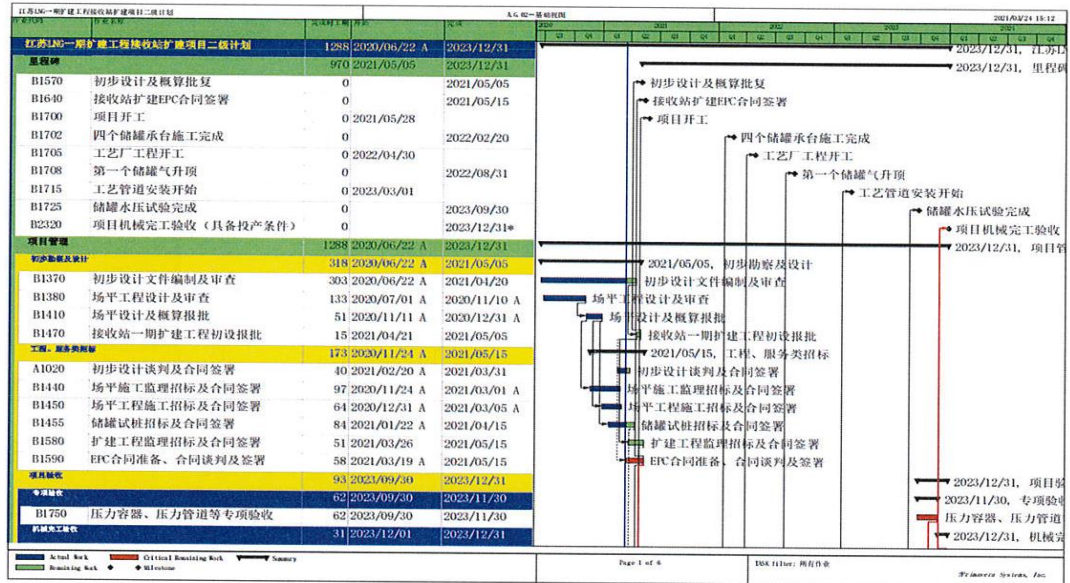 江苏LNG一期扩建工程接收站扩建项目二级计划 A.G. 02-基础视图 2021/03/24 15:12
作业代码 作业名称 完成时工期 开始 完成 2020 2021 2022 2023 2024
Q3 Q4 Q1 Q2 Q3 Q4 Q1 Q2 Q3 Q4 Q1 Q2 Q3 Q4 Q1 Q2 Q3 Q4
江苏LNG一期扩建工程接收站扩建项目二级计划 1288 2020/06/22 A 2023/12/31 2023/12/31, 江苏L
里程碑 970 2021/05/05 2023/12/31 2023/12/31, 里程碑
B1570 初步设计及概算批复 0 2021/05/05 初步设计及概算批复
B1640 接收站扩建EPC合同签署 0 2021/05/15 接收站扩建EPC合同签署
B1700 项目开工 0 2021/05/28 项目开工
B1702 四个储罐承台施工完成 0 2022/02/20 四个储罐承台施工完成
B1705 工艺厂工程开工 0 2022/04/30 工艺厂工程开工
B1708 第一个储罐气升顶 0 2022/08/31 第一个储罐气升顶
B1715 工艺管道安装开始 0 2023/03/01 工艺管道安装开始
B1725 储罐水压试验完成 0 2023/09/30 储罐水压试验完成
B2320 项目机械完工验收（具备投产条件） 0 2023/12/31* 项目机械完工验收
项目管理 1288 2020/06/22 A 2023/12/31 2023/12/31, 项目管
初步勘察及设计 318 2020/06/22 A 2021/05/05 2021/05/05, 初步勘察及设计
B1370 初步设计文件编制及审查 303 2020/06/22 A 2021/04/20 初步设计文件编制及审查
B1380 场平工程设计及审查 133 2020/07/01 A 2020/11/10 A 场平工程设计及审查
B1410 场平设计及概算报批 51 2020/11/11 A 2020/12/31 A 场平设计及概算报批
B1470 接收站一期扩建工程初设报批 15 2021/04/21 2021/05/05 接收站一期扩建工程初设报批
工程、服务类招标 173 2020/11/24 A 2021/05/15 2021/05/15, 工程、服务类招标
A1020 初步设计谈判及合同签署 40 2021/02/20 A 2021/03/31 初步设计谈判及合同签署
B1440 场平施工监理招标及合同签署 97 2020/11/24 A 2021/03/01 A 场平施工监理招标及合同签署
B1450 场平工程施工招标及合同签署 64 2020/12/31 A 2021/03/05 A 场平工程施工招标及合同签署
B1455 储罐试桩招标及合同签署 84 2021/01/22 A 2021/04/15 储罐试桩招标及合同签署
B1580 扩建工程监理招标及合同签署 51 2021/03/26 2021/05/15 扩建工程监理招标及合同签署
B1590 EPC合同准备、合同谈判及签署 58 2021/03/19 A 2021/05/15 EPC合同准备、合同谈判及签署
项目验收 93 2023/09/30 2023/12/31 2023/12/31, 项目验
专项验收 62 2023/09/30 2023/11/30 2023/11/30, 专项验收
B1750 压力容器、压力管道等专项验收 62 2023/09/30 2023/11/30 压力容器、压力管道
机械完工验收 31 2023/12/01 2023/12/31 2023/12/31, 机械完
Actual Work Critical Remaining Work Summary Page 1 of 6 TASK filter: 所有作业
Remaining Work Milestone Primavera Systems, Inc.